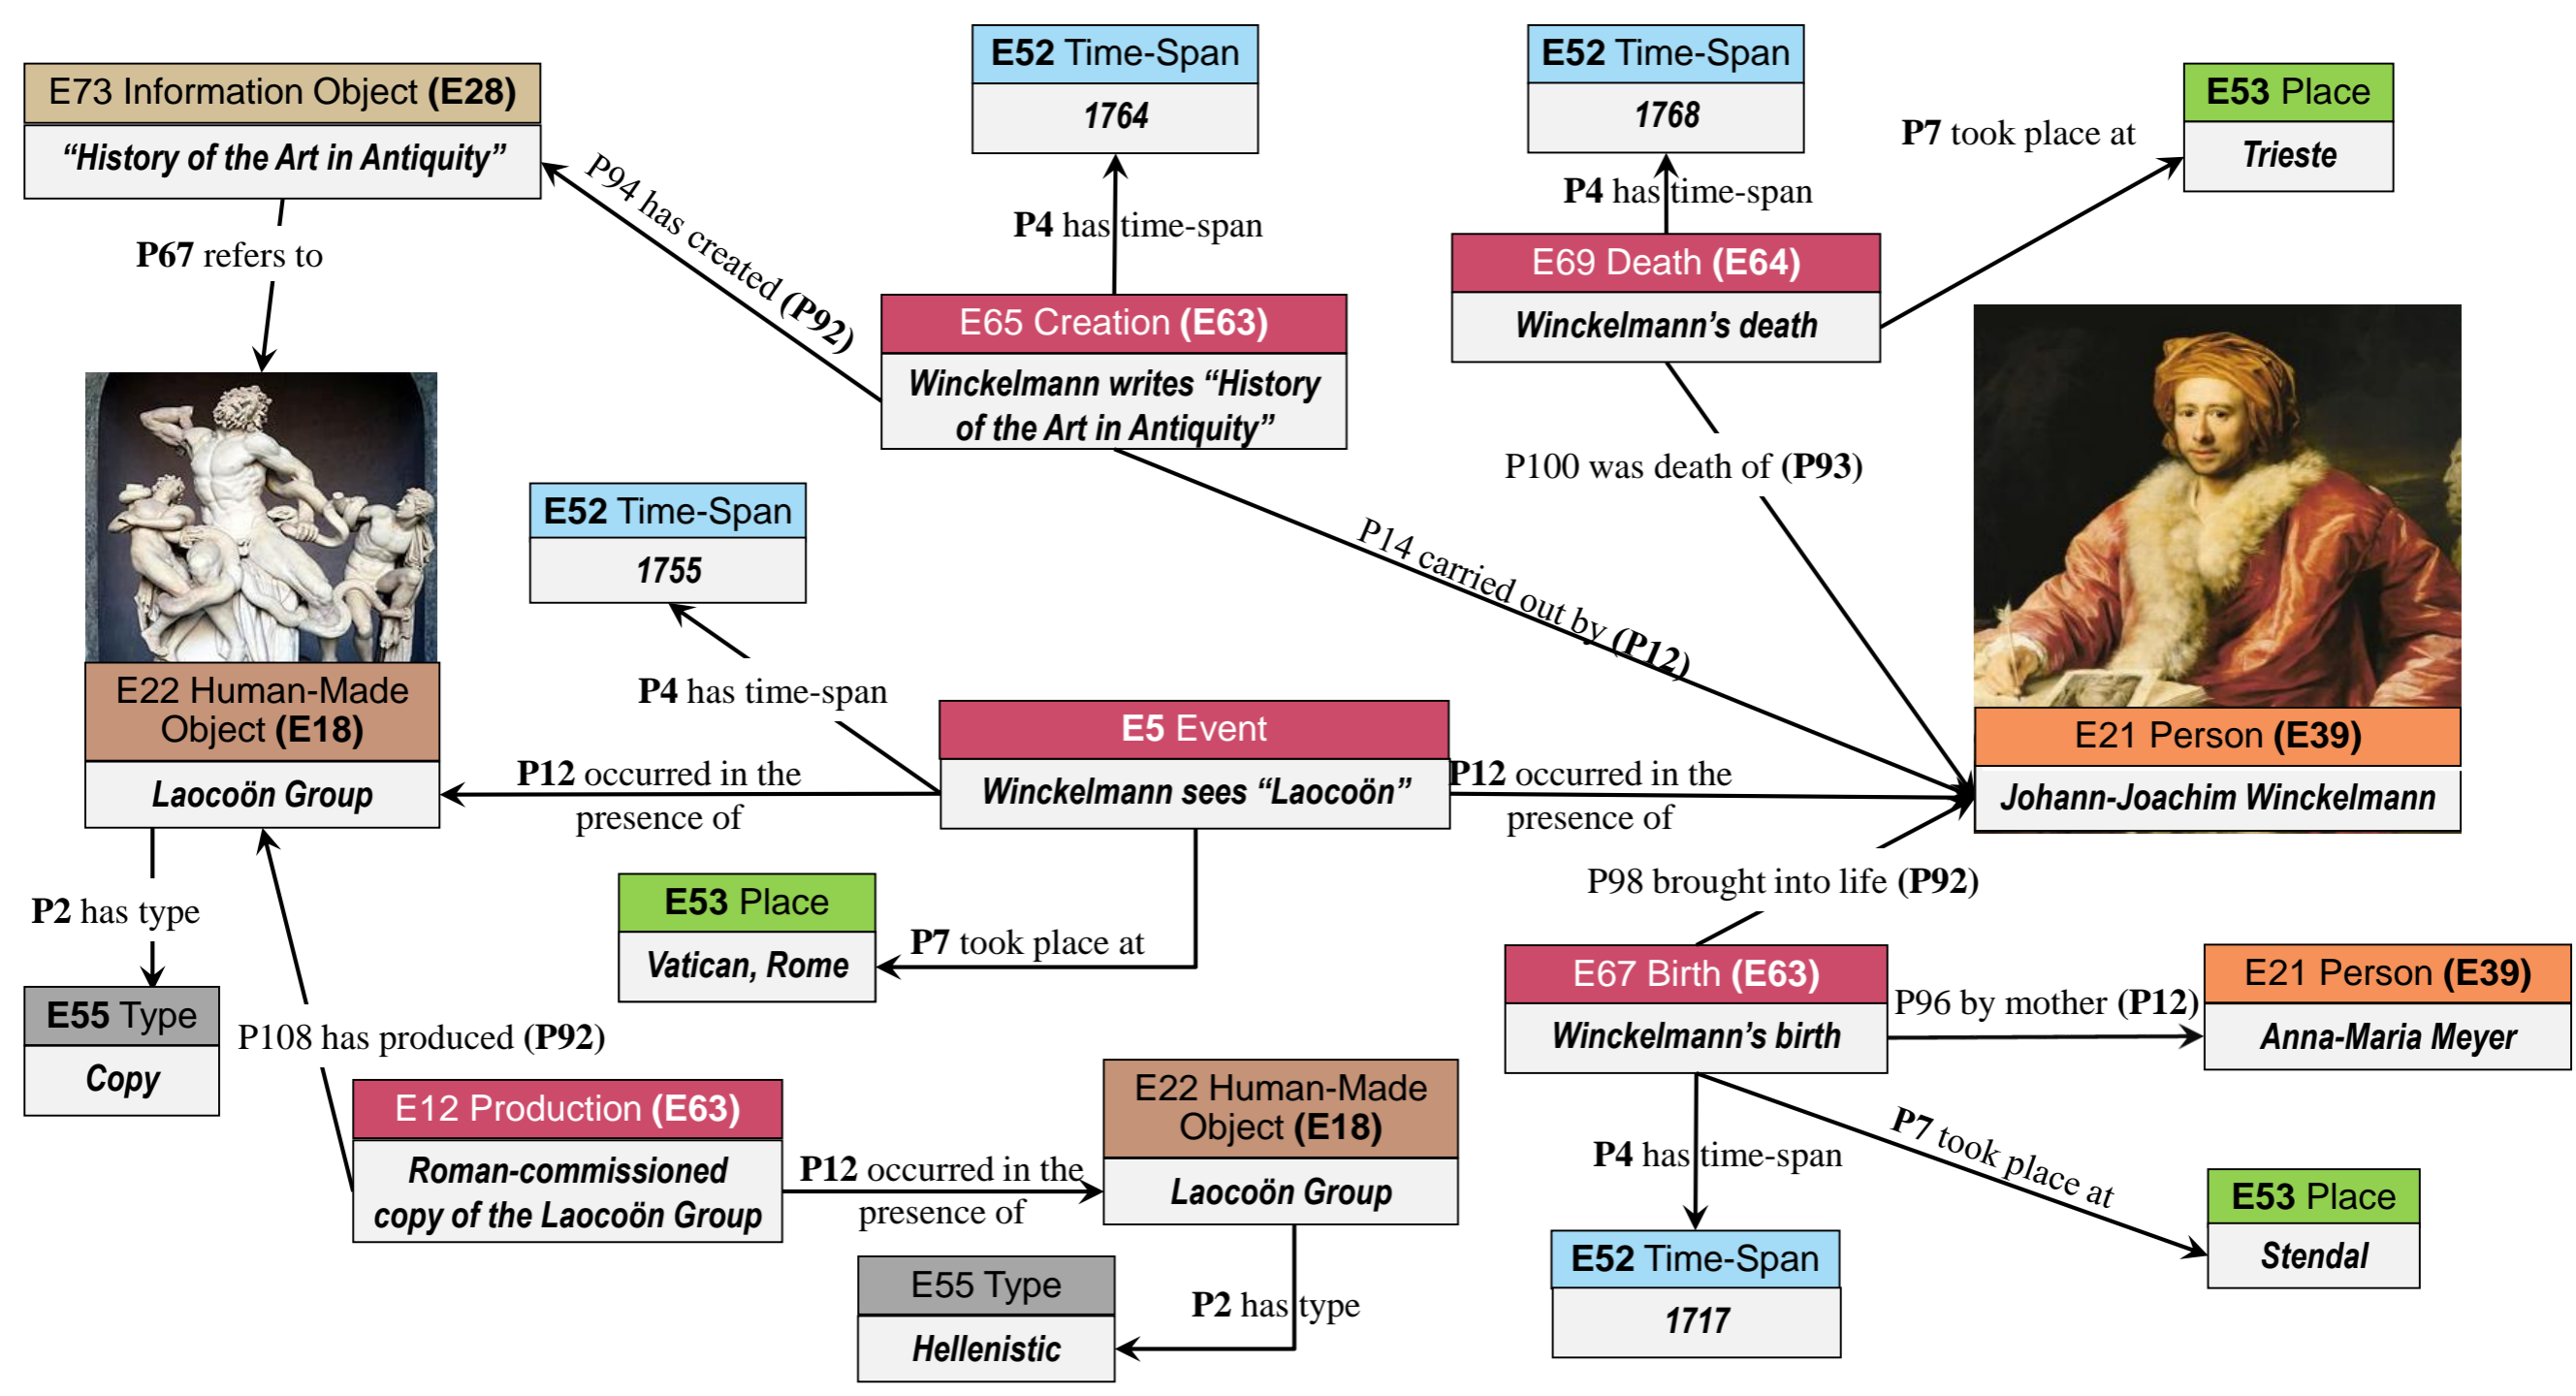 E52 Time-Span
1764
E52 Time-Span
1768
E73 Information Object (E28)
“History of the Art in Antiquity”
E53 Place
Trieste
P7 took place at
P94 has created (P92)
P4 has time-span
P4 has time-span
P67 refers to
E65 Creation (E63)
Winckelmann writes “History
of the Art in Antiquity”
E69 Death (E64)
Winckelmann’s death
P100 was death of (P93)
P14 carried out by (P12)
E52 Time-Span
1755
P4 has time-span
E22 Human-Made
Object (E18)
Laocoön Group
P12 occurred in the
presence of
E5 Event
Winckelmann sees “Laocoön”
P12 occurred in the
presence of
E21 Person (E39)
Johann-Joachim Winckelmann
P98 brought into life (P92)
P2 has type
E53 Place
Vatican, Rome
P7 took place at
E55 Type
Copy
P108 has produced (P92)
E67 Birth (E63)
Winckelmann’s birth
P96 by mother (P12)
E21 Person (E39)
Anna-Maria Meyer
E12 Production (E63)
Roman-commissioned
copy of the Laocoön Group
P12 occurred in the
presence of
E22 Human-Made
Object (E18)
Laocoön Group
P4 has time-span
P7 took place at
E53 Place
Stendal
E55 Type
Hellenistic
P2 has type
E52 Time-Span
1717